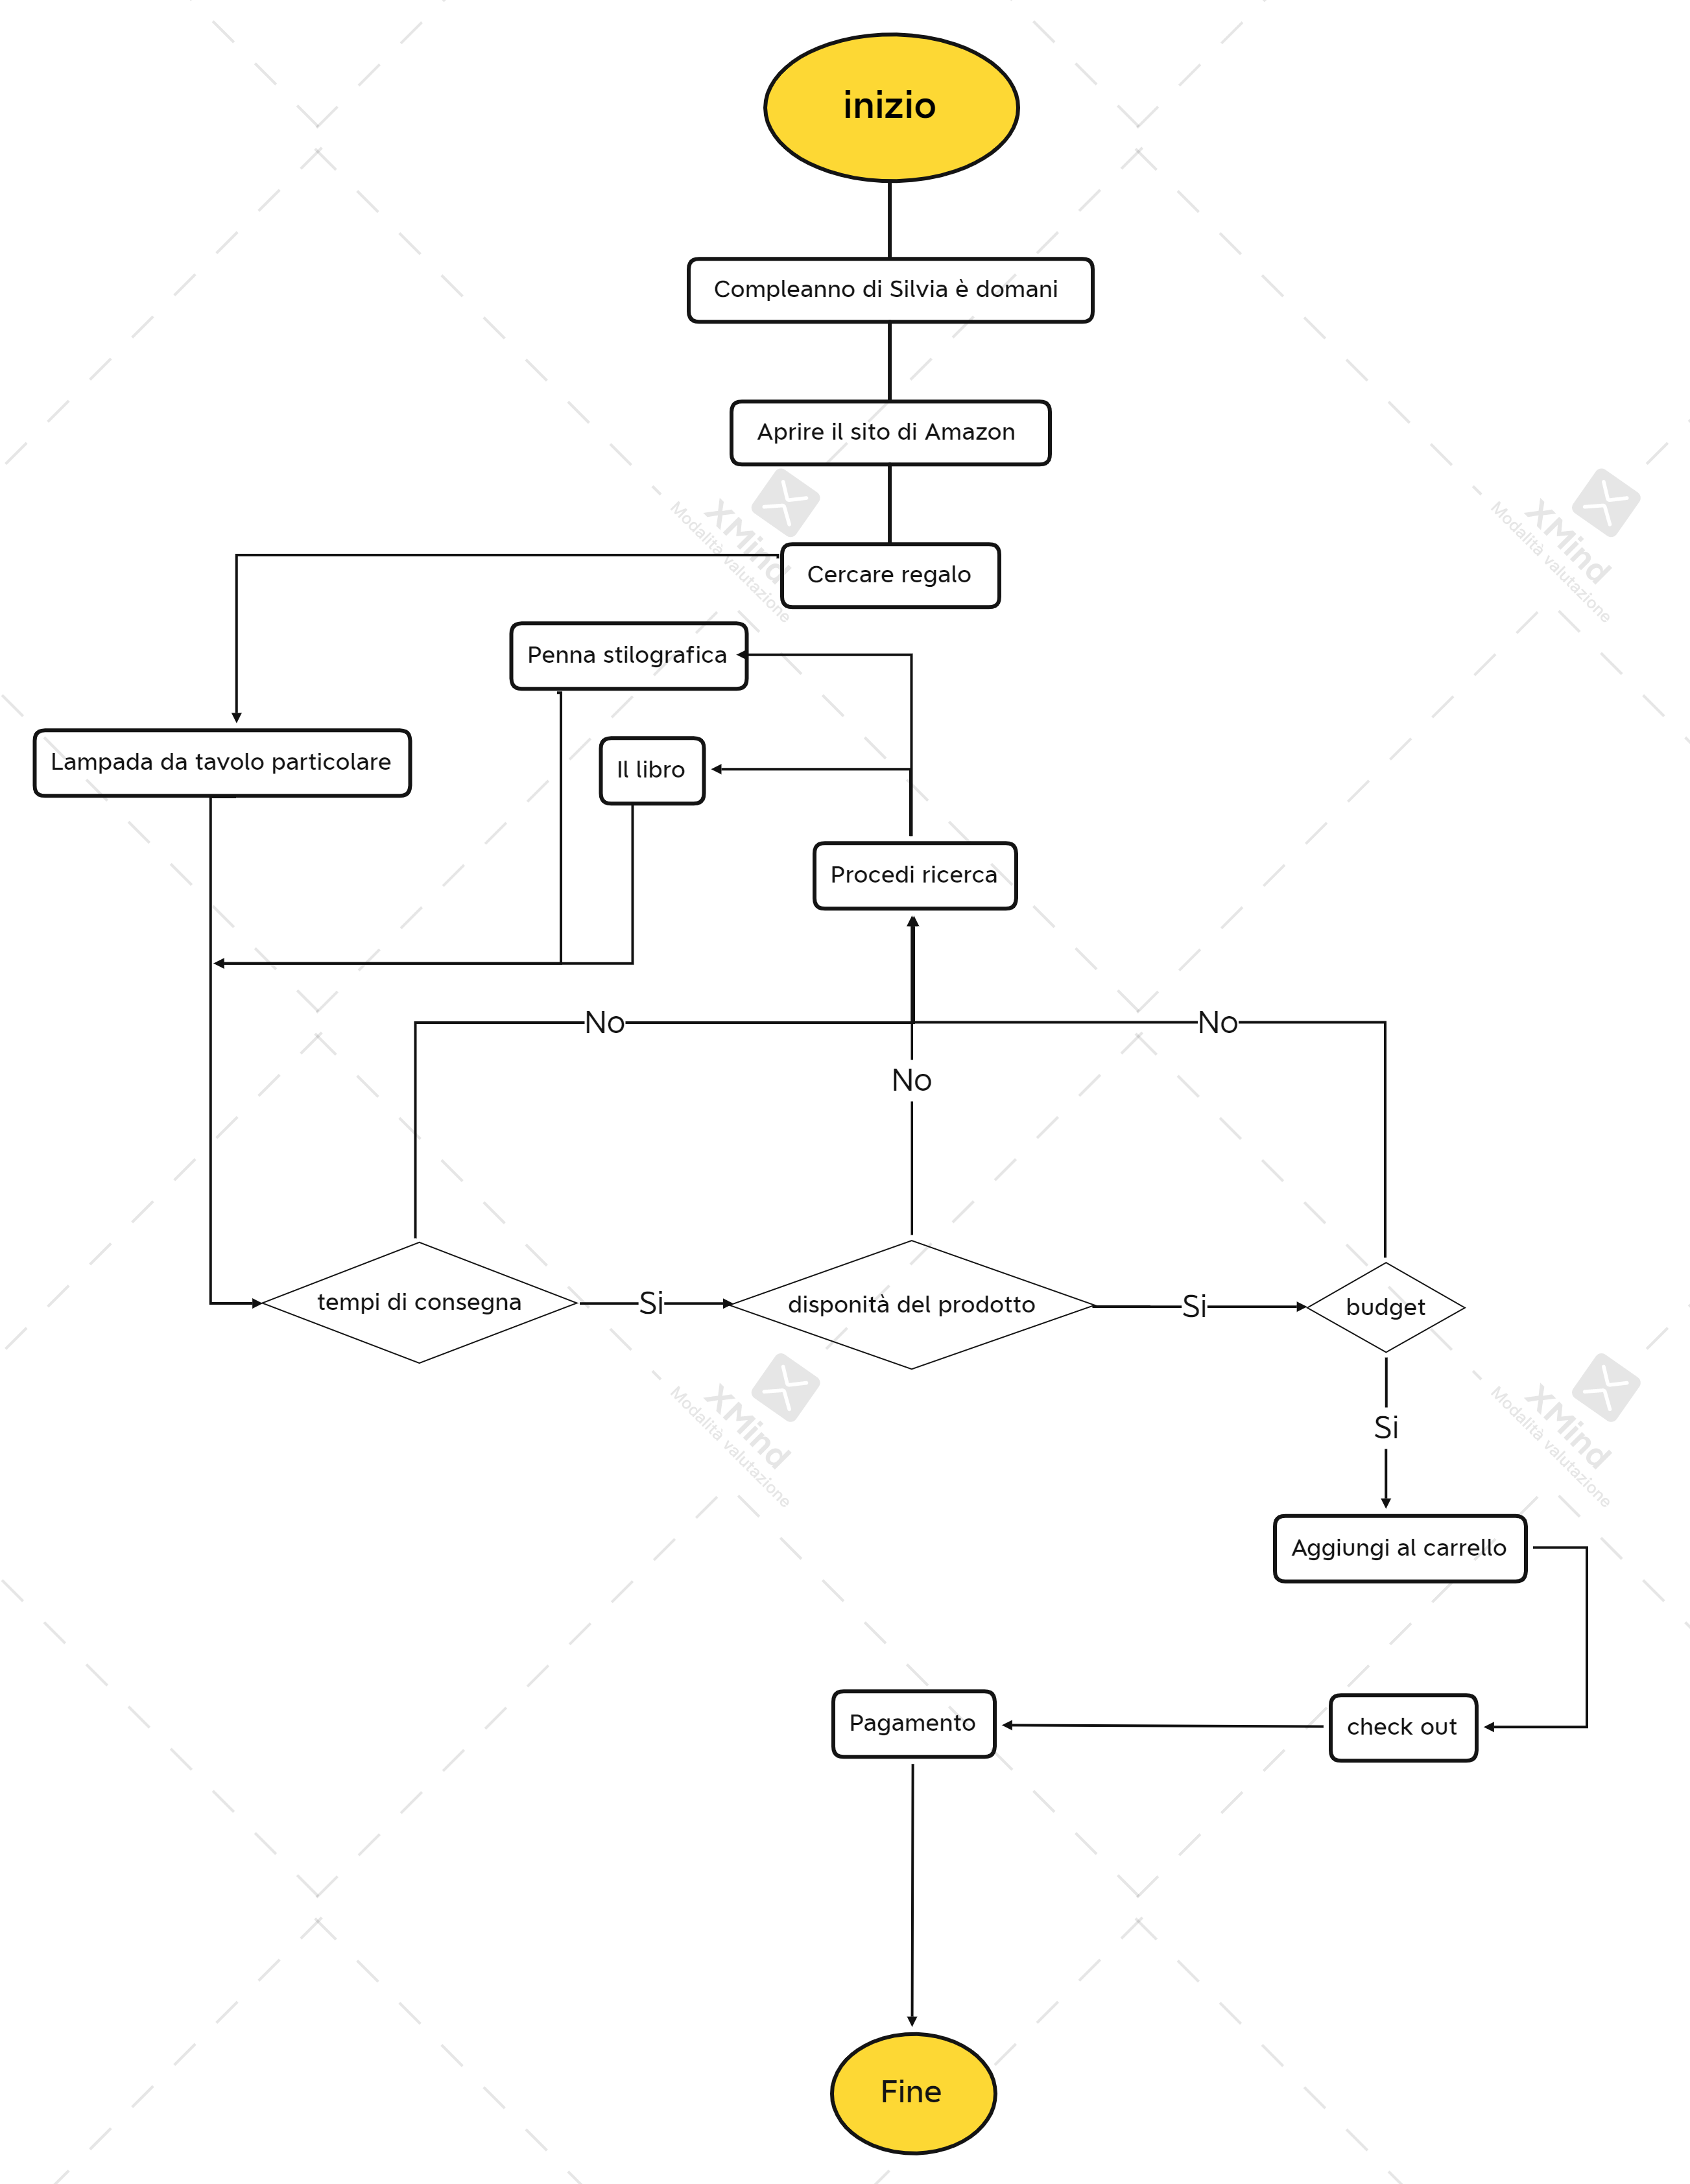 inizio
Compleanno di Silvia è domani
Aprire il sito di Amazon
XMind
Modalità valutazione
XMind
Modalità valutazione
Cercare regalo
Penna stilografica
Lampada da tavolo particolare
Il libro
Procedi ricerca
No
No
No
tempi di consegna
Si
disponità del prodotto
Si
budget
XMind
Modalità valutazione
XMind
Modalità valutazione
Si
Aggiungi al carrello
Pagamento
check out
Fine